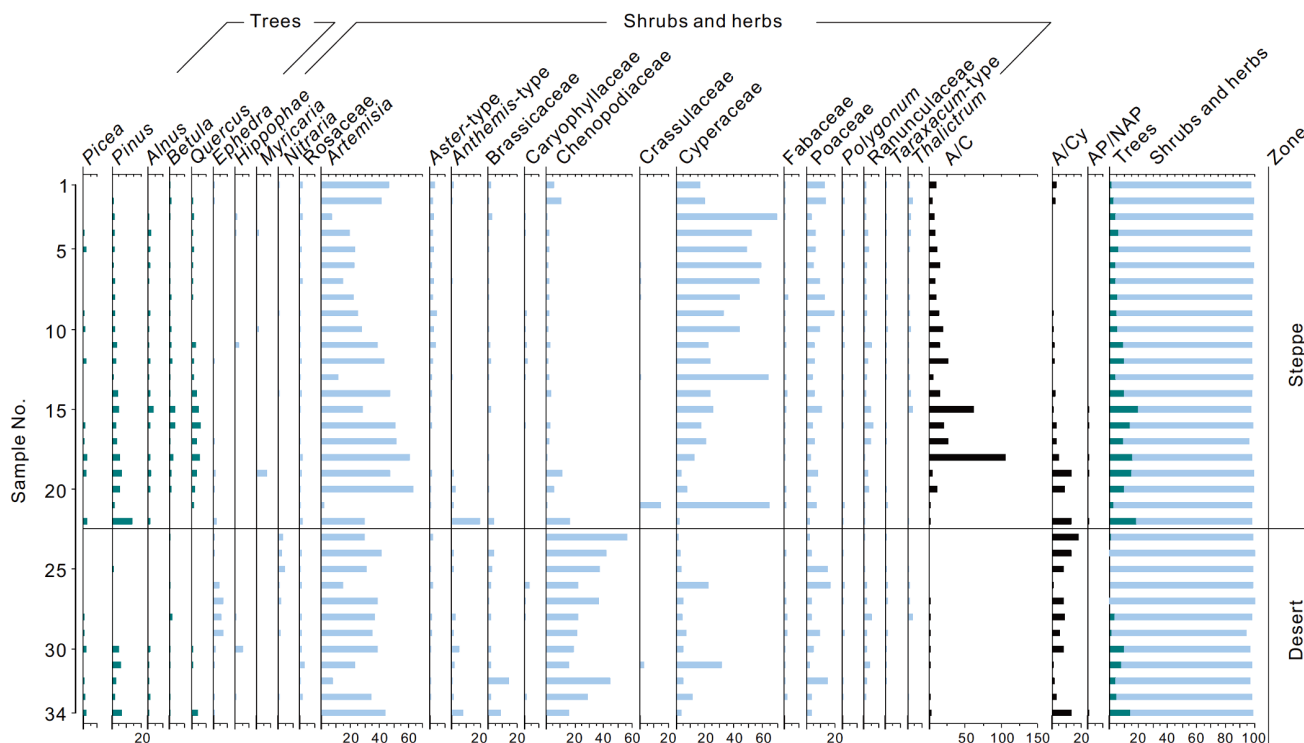 Trees
Shrubs and herbs
Picea
Pinus
Alnus
Betula
Quercus
Ephedra
Hippophae
Myricaria
Nitraria
Rosaceae
Artemisia
Aster-type
Anthemis-type
Brassicaceae
Caryophyllaceae
Chenopodiaceae
Crassulaceae
Cyperaceae
Fabaceae
Poaceae
Polygonum
Ranunculaceae
Taraxacum-type
Thalictrum
A/C
A/Cy
AP/NAP
Trees
Shrubs and herbs
Zone
1
5
10
15
20
25
30
34
Sample No.
Steppe
Desert
20 20 40 60 20 20 20 20 40 60 20 20 40 60 20 50 100 150 20 20 40 60 80 100